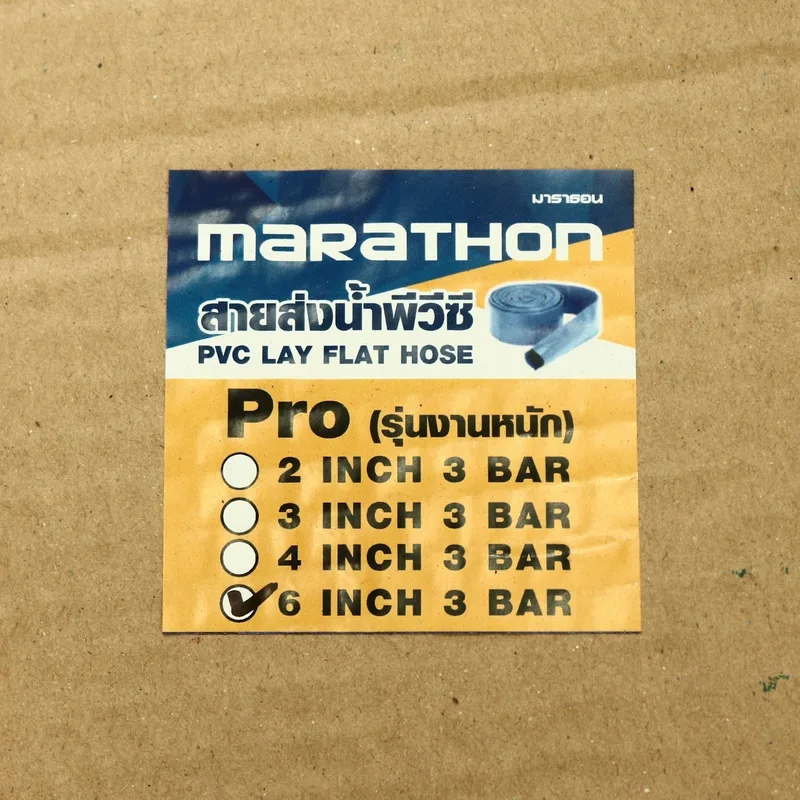 มาราธอน
maRaTHON
สายส่งน้ำพีวีซี
PVC LAY FLAT HOSE
Pro (รุ่นงานหนัก)
2 INCH 3 BAR
3 INCH 3 BAR
4 INCH 3 BAR
6 INCH 3 BAR